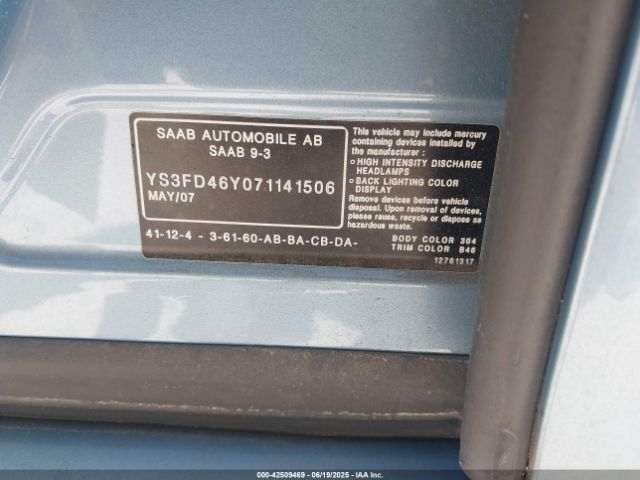 SAAB AUTOMOBILE AB
SAAB 9-3
YS3FD46Y071141506
MAY/07
41-12-4 - 3-61-60-AB-BA-CB-DA-
This vehicle may include mercury
containing devices installed by
the manufacturer:
○ HIGH INTENSITY DISCHARGE
HEADLAMPS
○ BACK LIGHTING COLOR
DISPLAY
Remove devices before vehicle
disposal. Upon removal of devices,
please reuse, recycle or dispose as
hazardous waste.
BODY COLOR 304
TRIM COLOR B46
12761317
000-42509469 - 06/19/2025 - IAA, Inc.